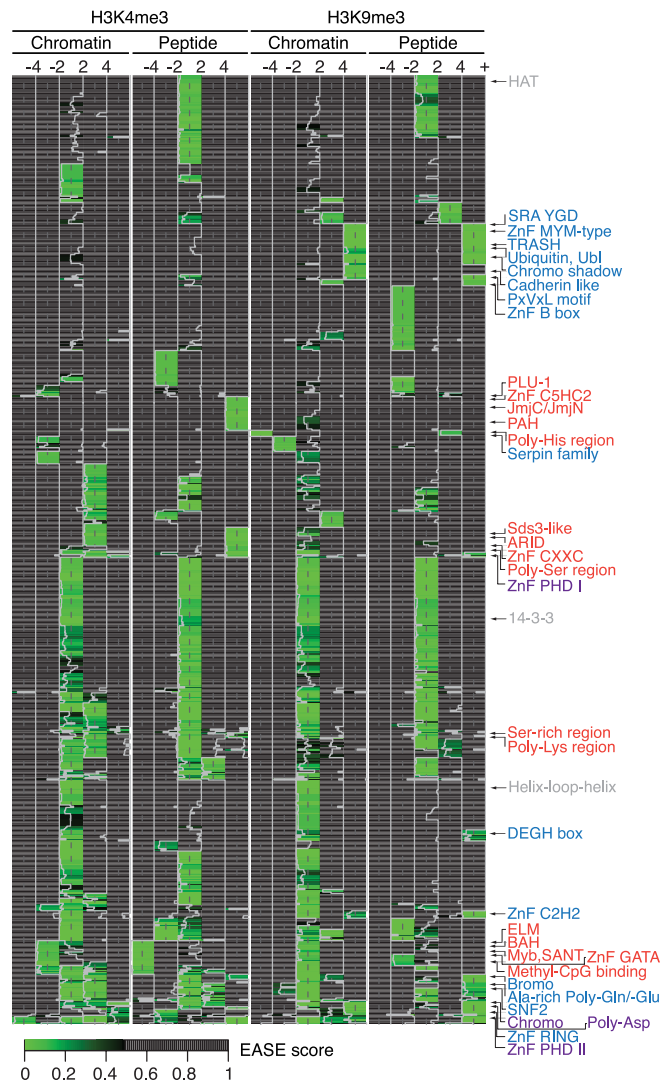 H3K4me3 H3K9me3
Chromatin Peptide Chromatin Peptide
-4 -2 2 4 -4 -2 2 4 -4 -2 2 4 -4 -2 2 4 +
HAT
SRA YGD
ZnF MYM-type
TRASH
Ubiquitin, Ubl
Chromo shadow
Cadherin like
PxVxL motif
ZnF B box
PLU-1
ZnF C5HC2
JmjC/JmjN
PAH
Poly-His region
Serpin family
Sds3-like
ARID
ZnF CXXC
Poly-Ser region
ZnF PHD I
14-3-3
Ser-rich region
Poly-Lys region
Helix-loop-helix
DEGH box
ZnF C2H2
ELM
BAH
Myb,SANT ZnF GATA
Methyl-CpG binding
Bromo
Ala-rich Poly-Gln/-Glu
SNF2
Chromo Poly-Asp
ZnF RING
ZnF PHD II
EASE score
0 0.2 0.4 0.6 0.8 1